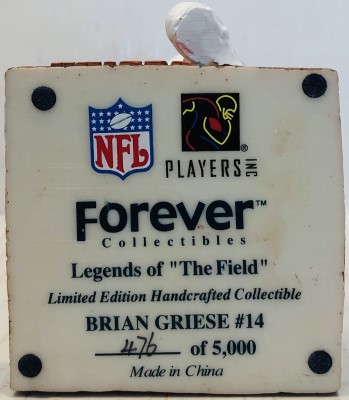 NFL
PLAYERS INC
®
Forever™
Collectibles
Legends of "The Field"
Limited Edition Handcrafted Collectible
BRIAN GRIESE #14
476 of 5,000
Made in China